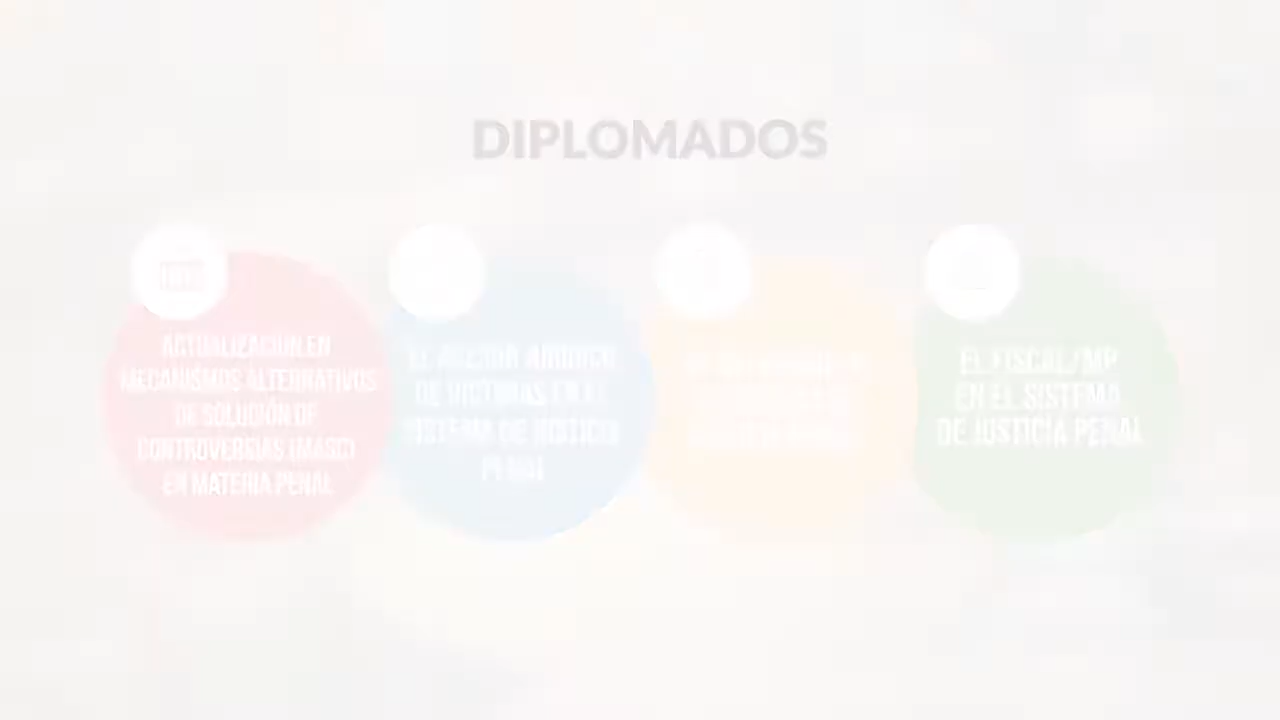 DIPLOMADOS
ACTUALIZACIÓN EN
MECANISMOS ALTERNATIVOS
DE SOLUCIÓN DE
CONTROVERSIAS (MASC)
EN MATERIA PENAL
EL ASESOR JURÍDICO
DE VÍCTIMAS EN EL
SISTEMA DE JUSTICIA
PENAL
EL FISCAL/MP
EN EL SISTEMA
DE JUSTICIA PENAL